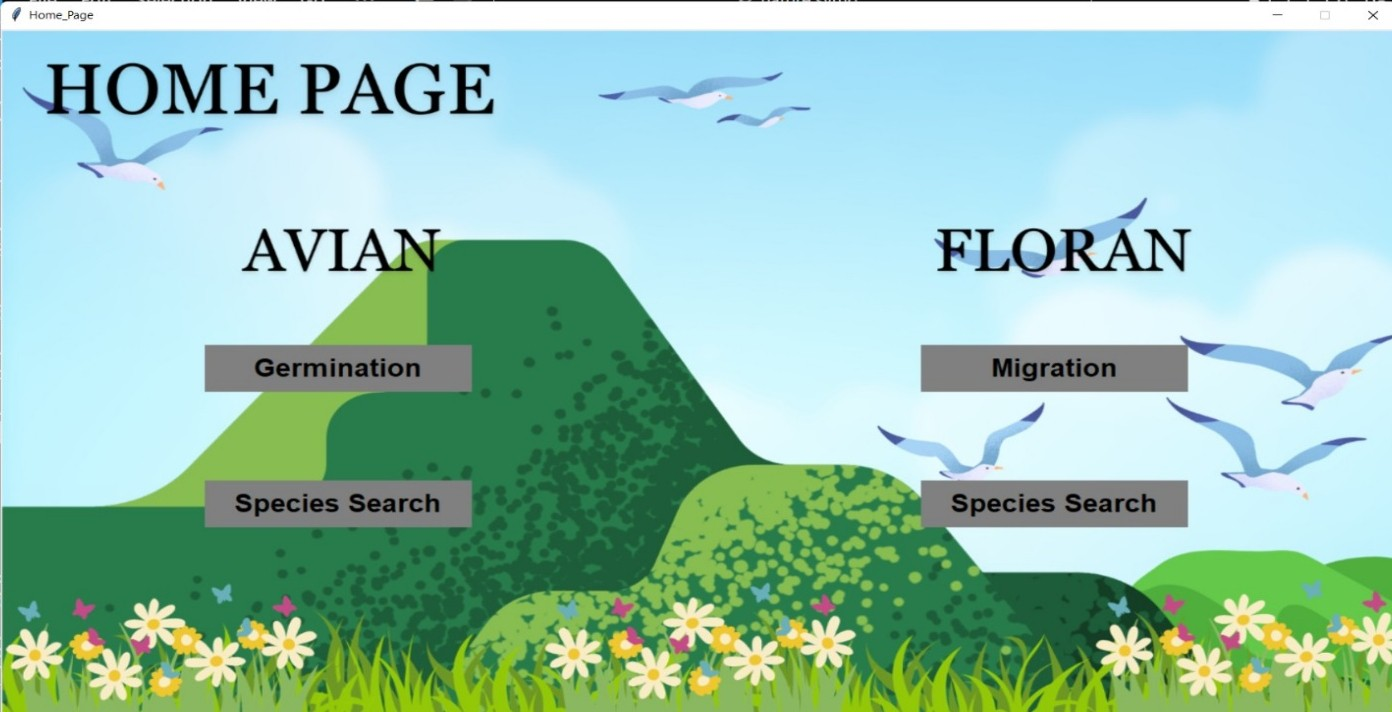 Home_Page
HOME PAGE
AVIAN
FLORAN
Germination
Migration
Species Search
Species Search